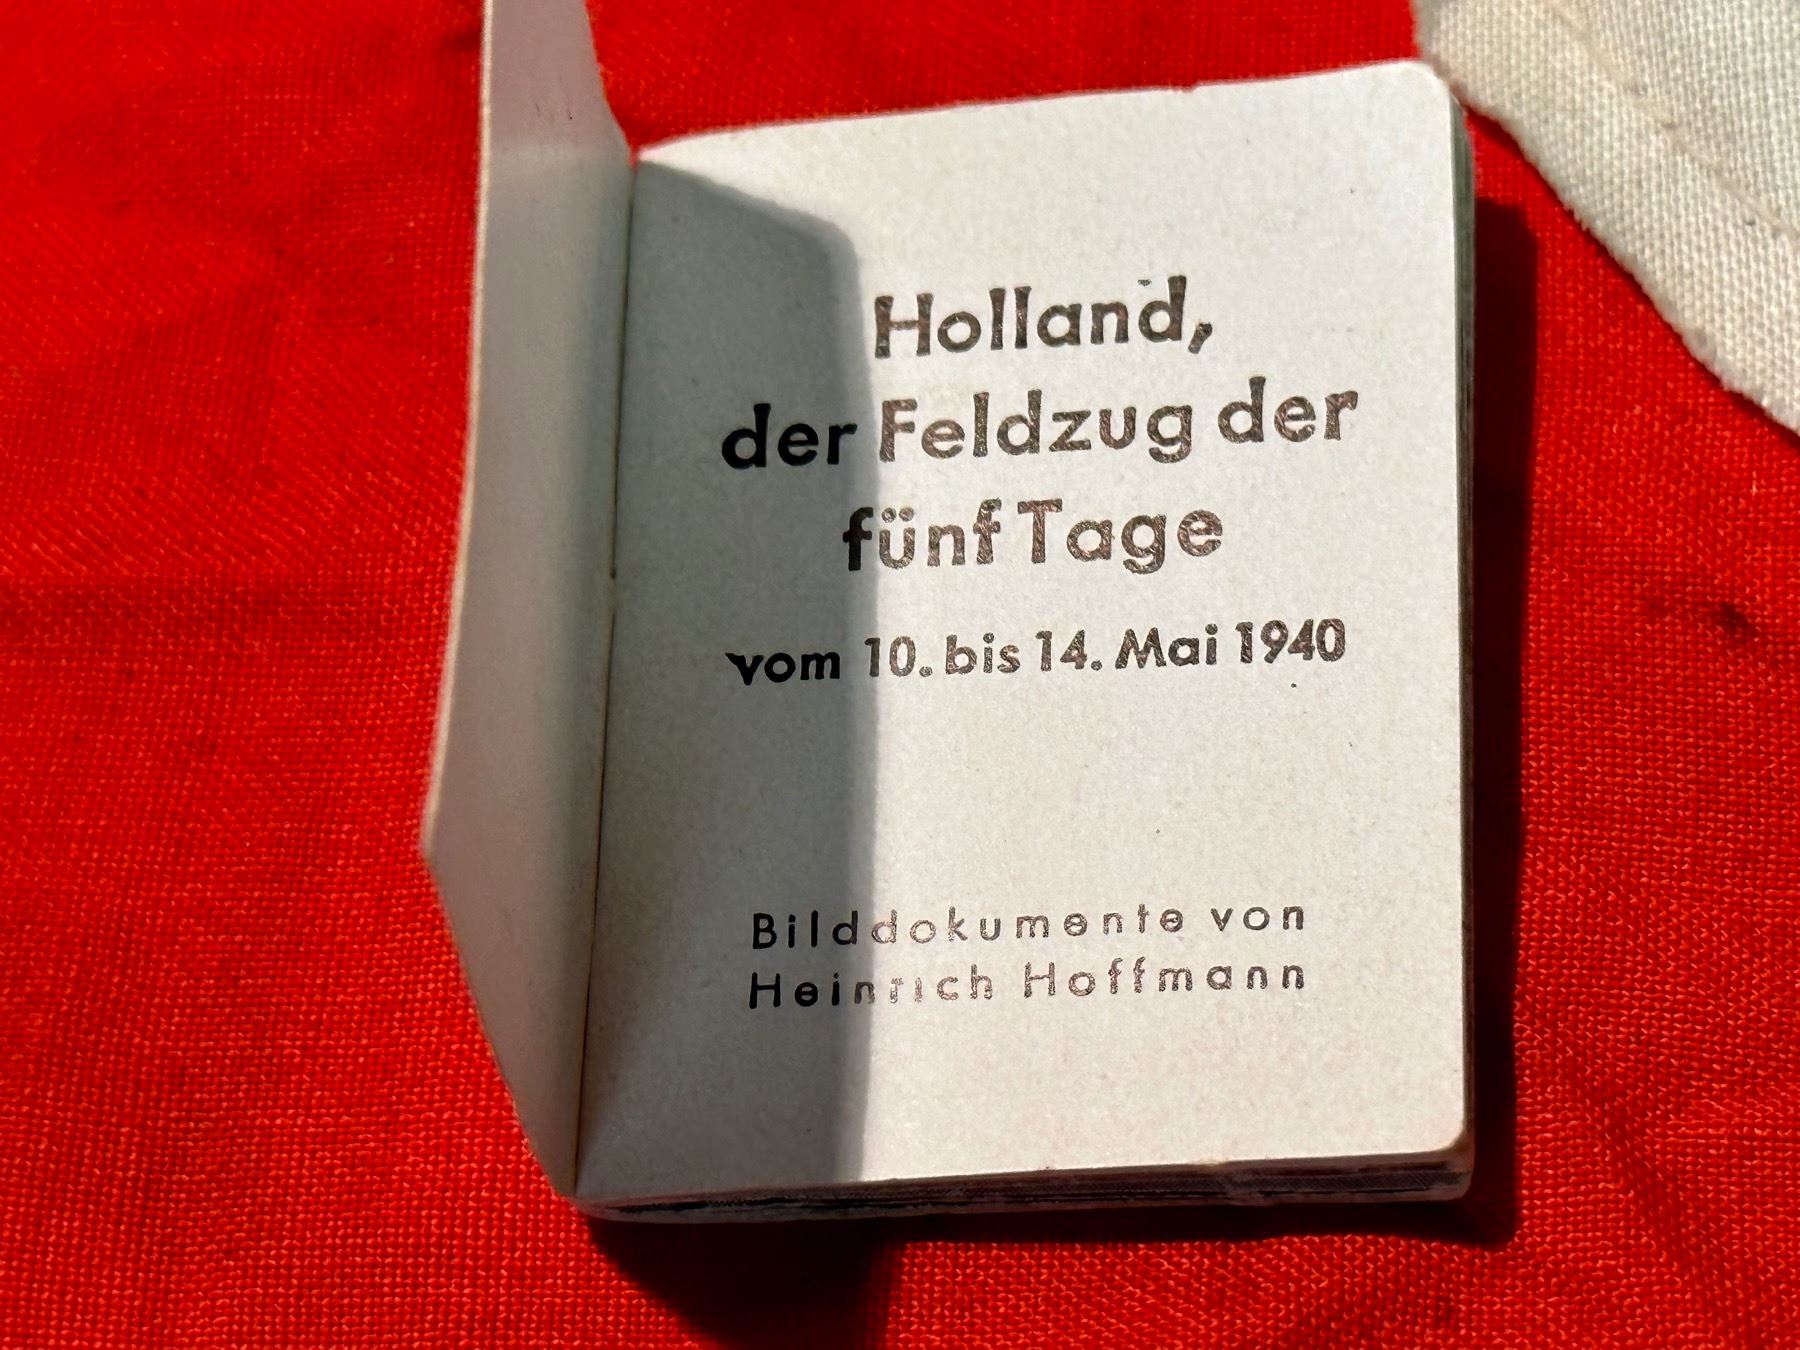 Holland,
der Feldzug der
fünf Tage
vom 10. bis 14. Mai 1940
Bilddokumente von
Heinrich Hoffmann